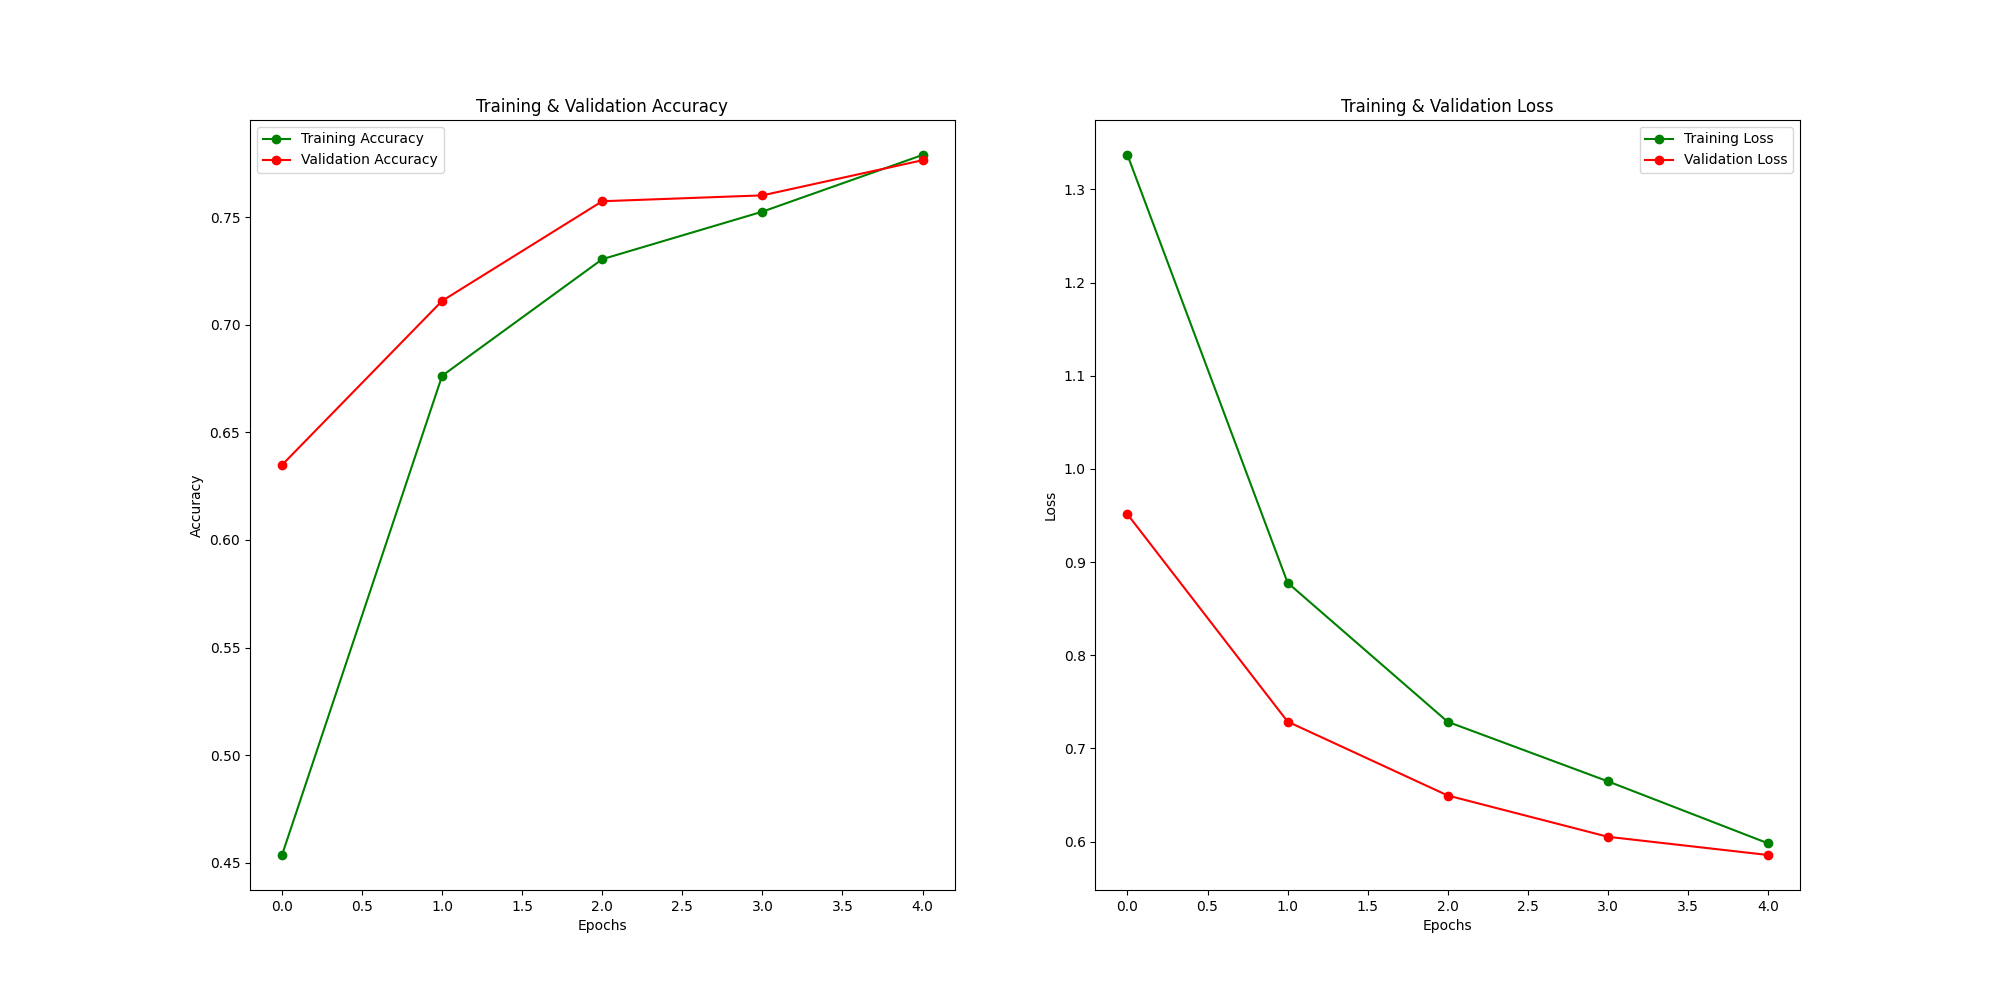 Training & Validation Accuracy
Training Accuracy
Validation Accuracy
Accuracy
0.75
0.70
0.65
0.60
0.55
0.50
0.45
0.0 0.5 1.0 1.5 2.0 2.5 3.0 3.5 4.0
Epochs
Training & Validation Loss
Training Loss
Validation Loss
Loss
1.3
1.2
1.1
1.0
0.9
0.8
0.7
0.6
0.0 0.5 1.0 1.5 2.0 2.5 3.0 3.5 4.0
Epochs